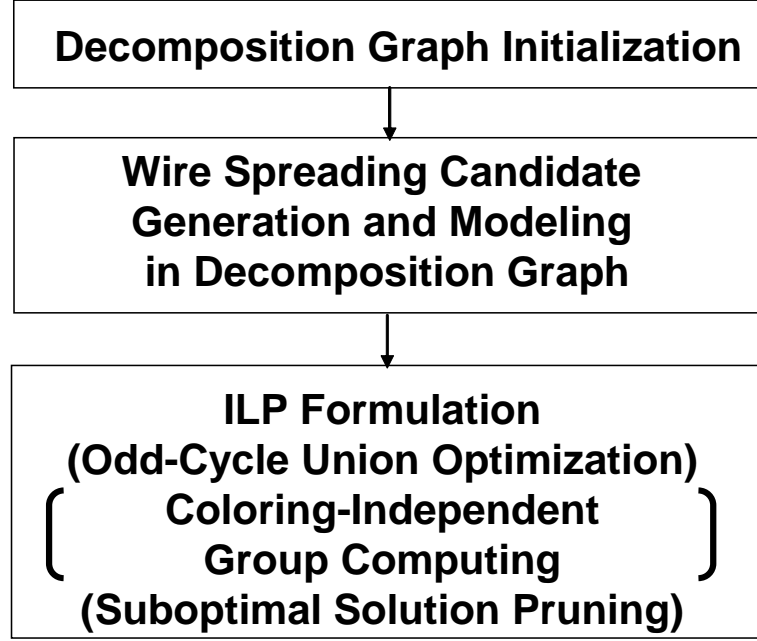 Decomposition Graph Initialization
Wire Spreading Candidate
Generation and Modeling
in Decomposition Graph
ILP Formulation
(Odd-Cycle Union Optimization)
(Coloring-Independent
Group Computing)
(Suboptimal Solution Pruning)